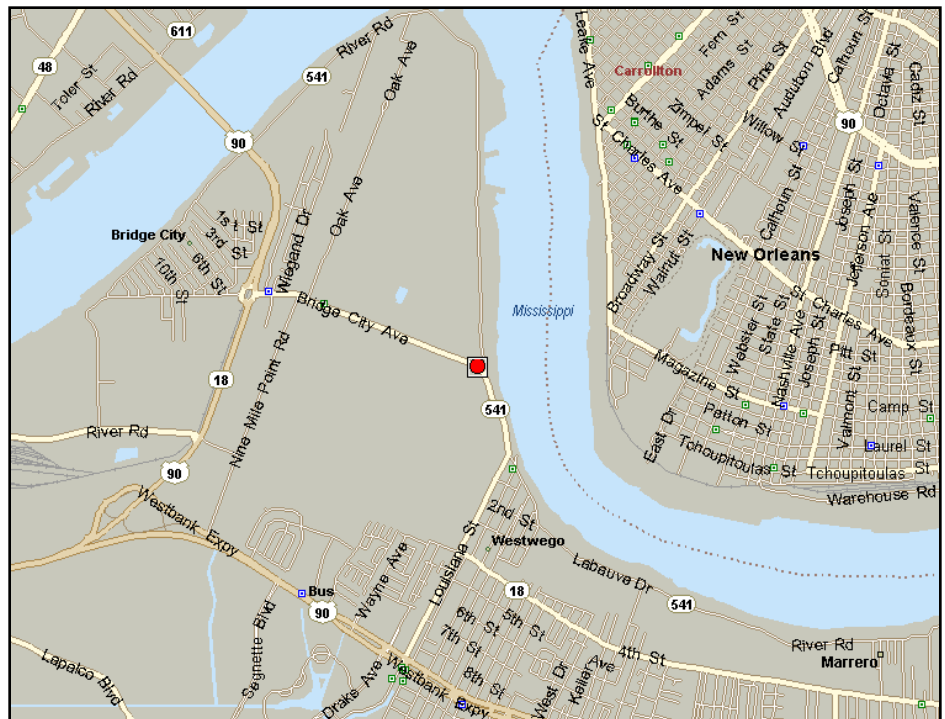 611
48
Toler St
River Rd
River Rd
541
Oak Ave
90
Leake Ave
Fern
Carrollton
Adams St
Pine St
Audubon Blvd
Calhoun St
Octavia St
Cadiz St
90
Burthe St
Zimpel St
Willow St
St Charles Ave
Bridge City
1st St
3rd St
6th St
10th St
Wiegand Dr
Oak Ave
Bridge City Ave
Mississippi
Broadway St
Walnut St
New Orleans
Calhoun St
Joseph St
Jefferson Ave
Soniat St
Valence St
Bordeaux St
St Charles Ave
Webster St
State St
Nashville Ave
Joseph St
Pitt St
Valmont St
Magazine St
Patton St
Camp St
Laurel St
East Dr
Tchoupitoulas St
Tchoupitoulas St
Warehouse Rd
18
Nine Mile Point Rd
541
River Rd
90
Westbank Expy
2nd St
Westwego
Labauve Dr
541
River Rd
Marrero
Bus
90
Wayne Ave
Louisiana St
18
4th St
5th St
6th St
7th St
8th St
Segnette Blvd
Lapalco Blvd
Drake Ave
Westbank Expy
West Dr
Keller Ave